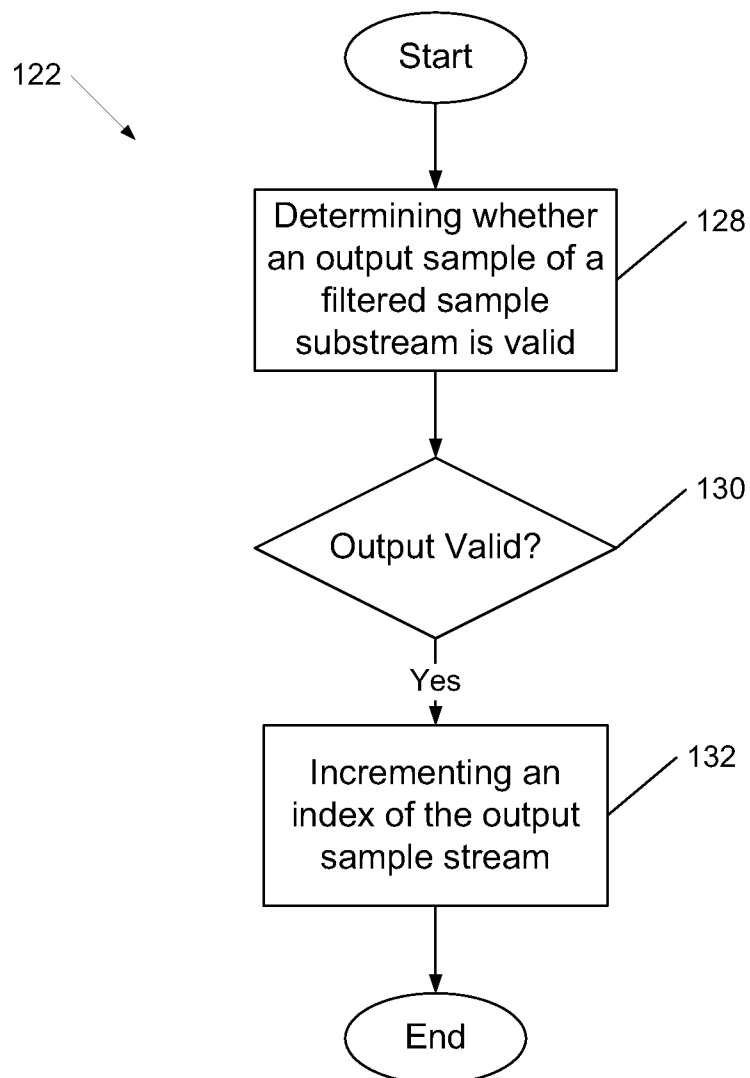 Start
122
Determining whether
an output sample of a
filtered sample
substream is valid
128
Output Valid?
130
Yes
Incrementing an
index of the output
sample stream
132
End